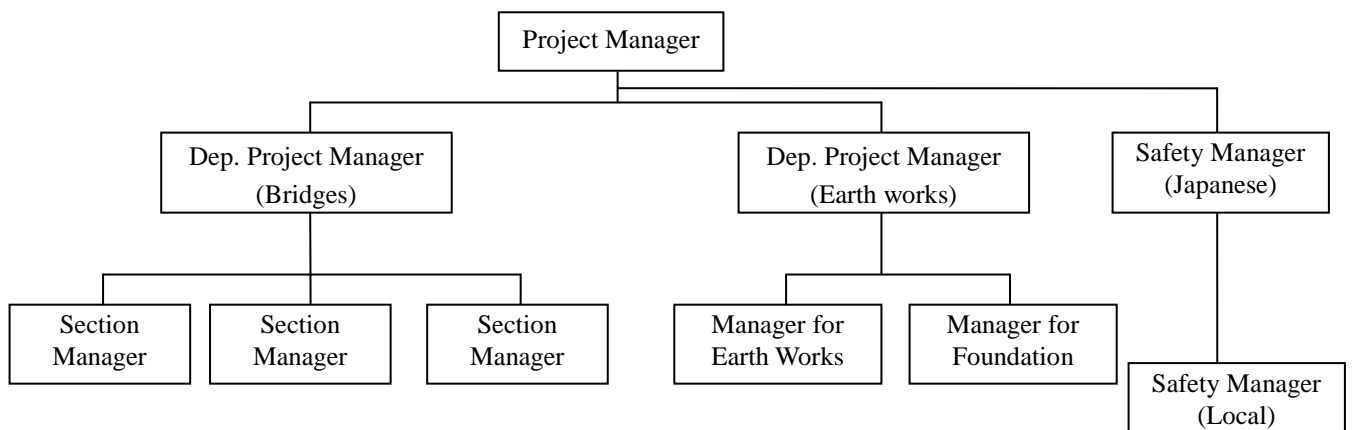 Project Manager
Dep. Project Manager
(Bridges)
Dep. Project Manager
(Earth works)
Safety Manager
(Japanese)
Section
Manager
Section
Manager
Section
Manager
Manager for
Earth Works
Manager for
Foundation
Safety Manager
(Local)